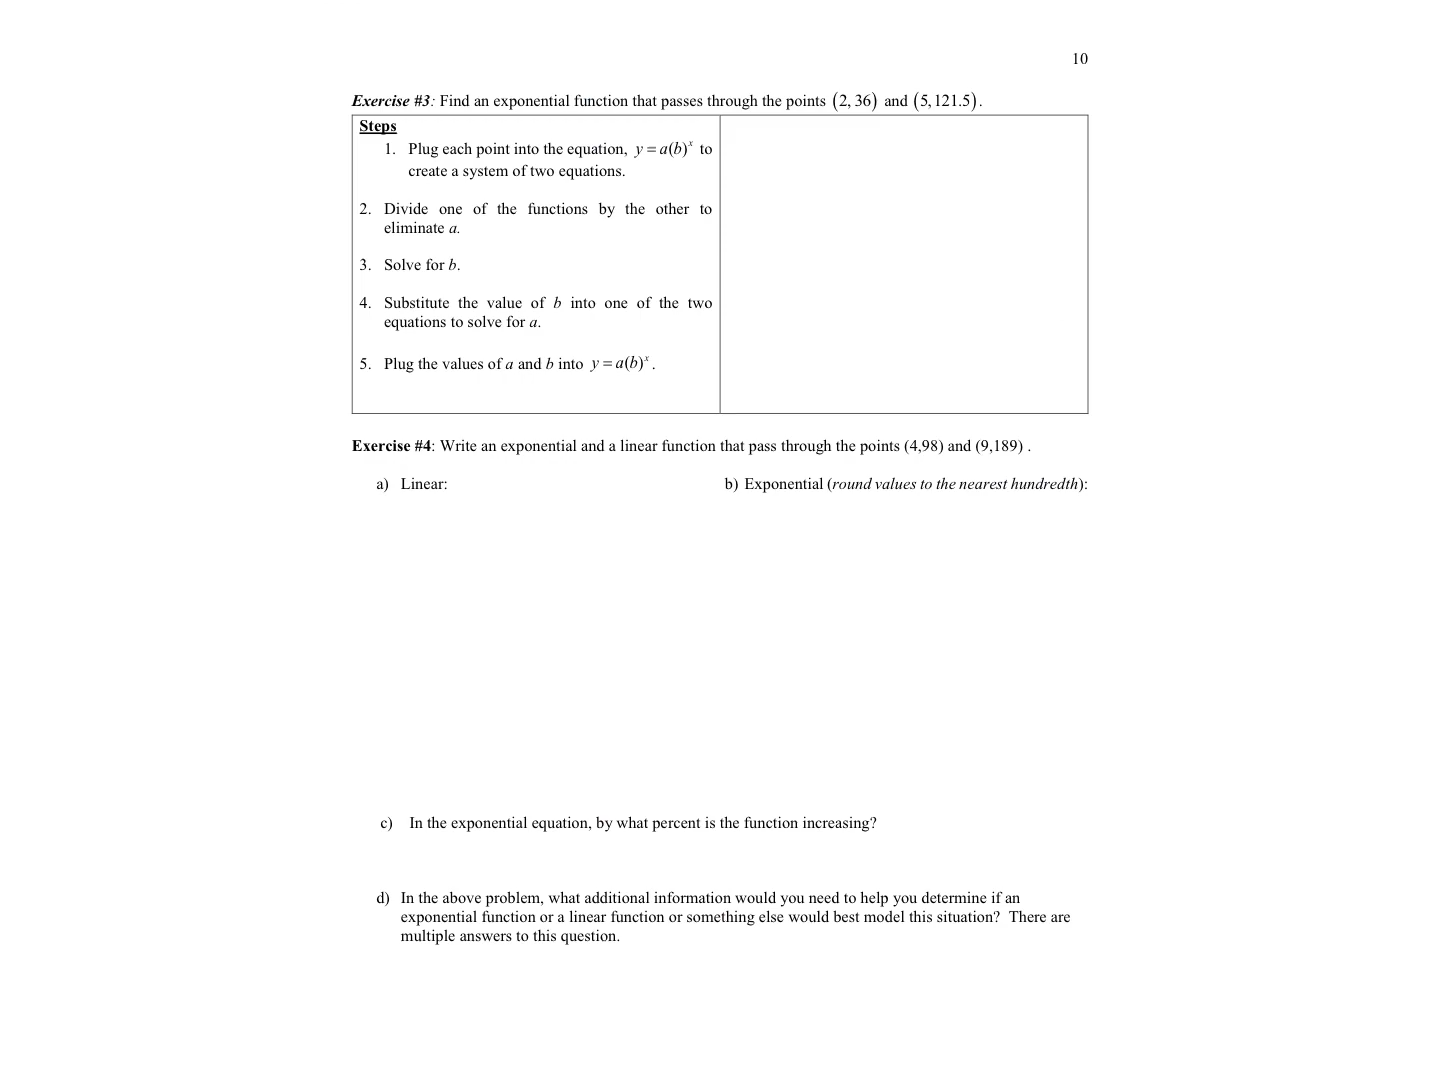 10
Exercise #3: Find an exponential function that passes through the points (2, 36) and (5, 121.5).
Steps
1. Plug each point into the equation, y = a(b)^x to
create a system of two equations.
2. Divide one of the functions by the other to
eliminate a.
3. Solve for b.
4. Substitute the value of b into one of the two
equations to solve for a.
5. Plug the values of a and b into y = a(b)^x.
Exercise #4: Write an exponential and a linear function that pass through the points (4,98) and (9,189) .
a) Linear:
b) Exponential (round values to the nearest hundredth):
c) In the exponential equation, by what percent is the function increasing?
d) In the above problem, what additional information would you need to help you determine if an
exponential function or a linear function or something else would best model this situation? There are
multiple answers to this question.